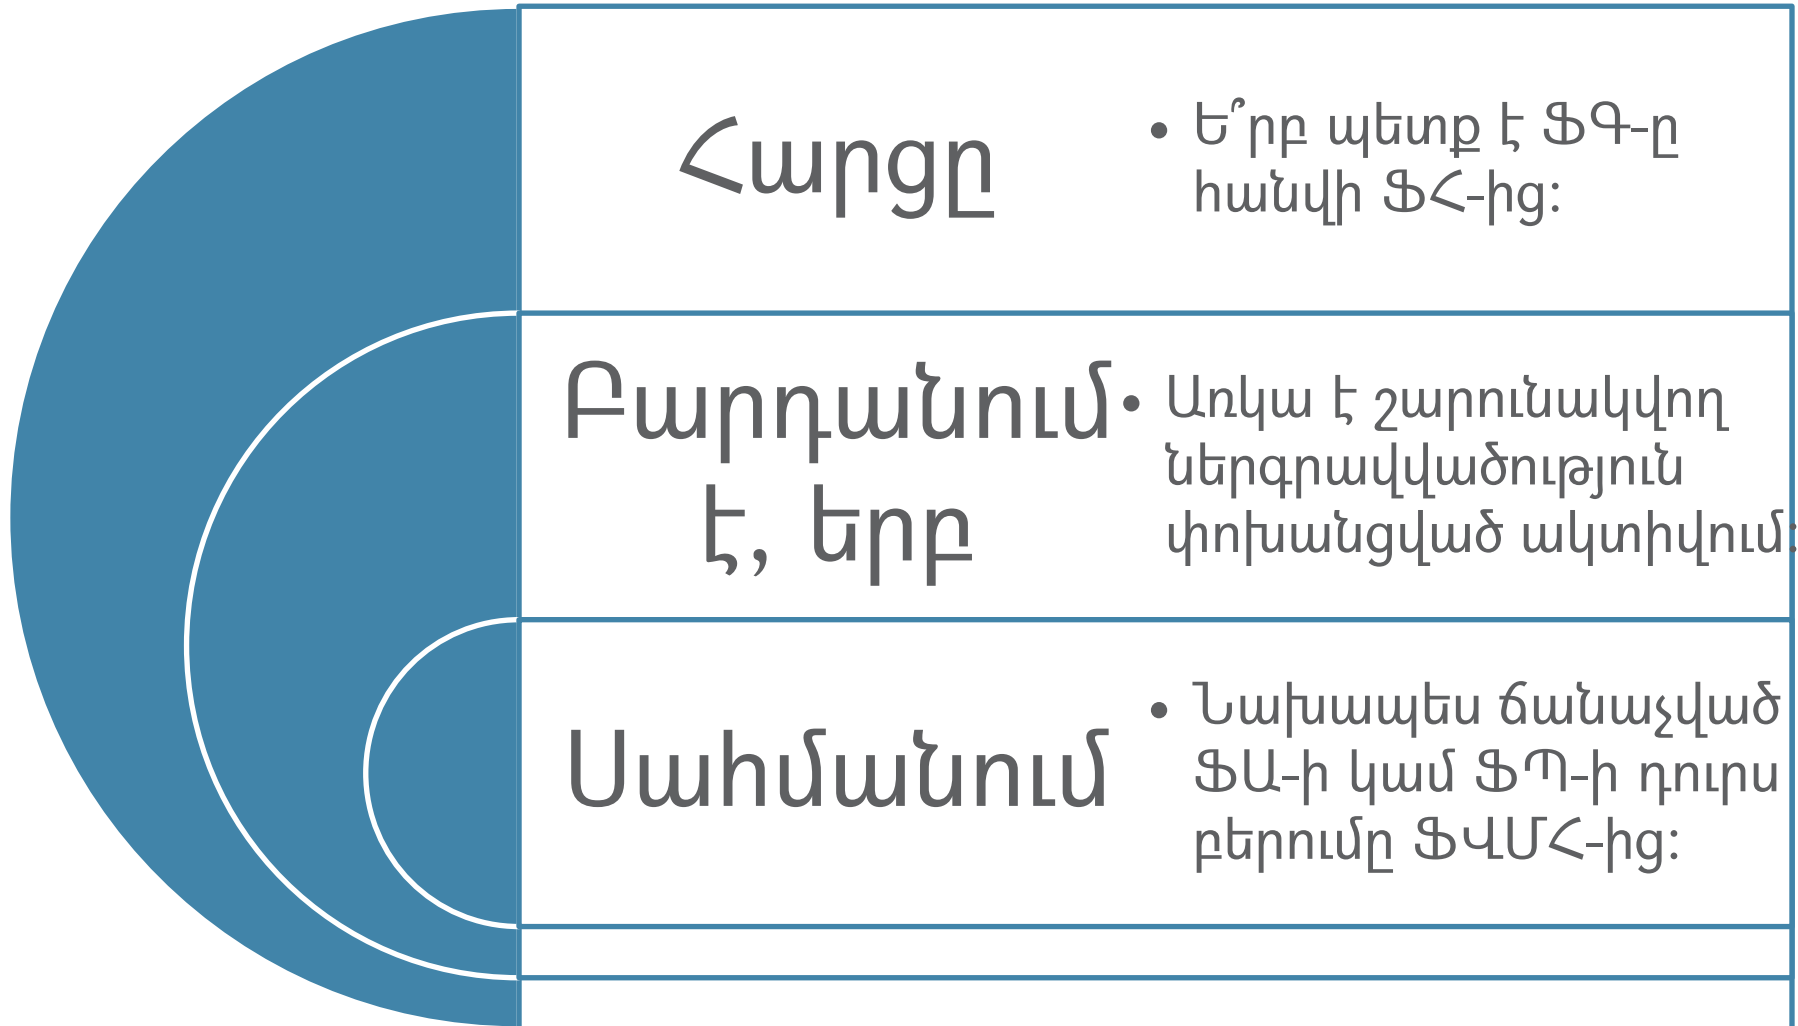 Հարցը
• Ե՞րբ պետք է ՖԳ-ը
հանվի ՖՀ-ից:
Բարդանում
է, երբ
• Առկա է շարունակվող
ներգրավվածություն
փոխանցված ակտիվում:
Սահմանում
• Նախապես ճանաչված
ՖԱ-ի կամ ՖՊ-ի դուրս
բերումը ՖՎՄՀ-ից: